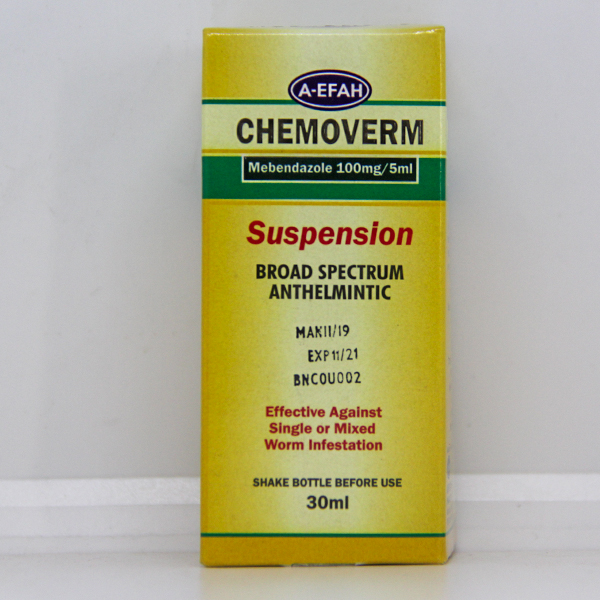 A-EFAH
CHEMOVERM
Mebendazole 100mg/5ml
Suspension
BROAD SPECTRUM
ANTHELMINTIC
MAK11/19
EXP11/21
BNCOU002
Effective Against
Single or Mixed
Worm Infestation
SHAKE BOTTLE BEFORE USE
30ml